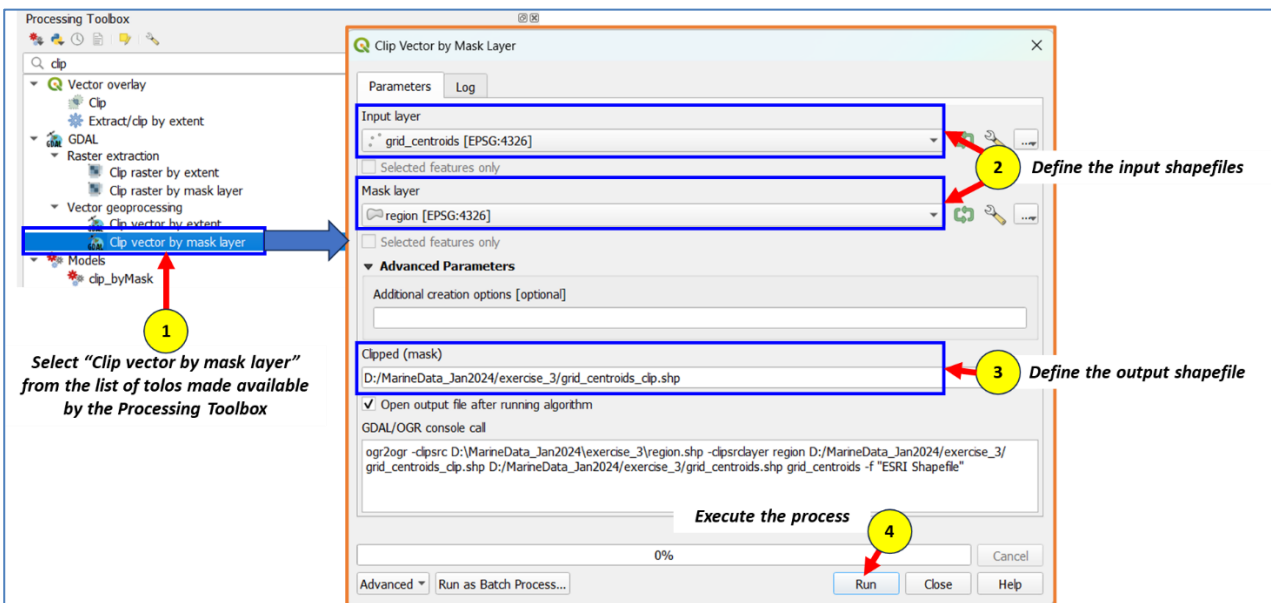 Processing Toolbox
clip
Vector overlay
Clip
Extract/clip by extent
GDAL
Raster extraction
Clip raster by extent
Clip raster by mask layer
Vector geoprocessing
Clip vector by extent
Clip vector by mask layer
Models
clip_byMask
1
Select “Clip vector by mask layer”
from the list of tolos made available
by the Processing Toolbox
Clip Vector by Mask Layer
Parameters Log
Input layer
grid_centroids [EPSG:4326]
Selected features only
Mask layer
region [EPSG:4326]
Selected features only
2 Define the input shapefiles
Advanced Parameters
Additional creation options [optional]
Clipped (mask)
D:/MarineData_Jan2024/exercise_3/grid_centroids_clip.shp
3 Define the output shapefile
Open output file after running algorithm
GDAL/OGR console call
ogr2ogr -clipsrc D:\MarineData_Jan2024\exercise_3\region.shp -clipsrclayer region D:/MarineData_Jan2024/exercise_3/
grid_centroids_clip.shp D:/MarineData_Jan2024/exercise_3/grid_centroids.shp grid_centroids -f "ESRI Shapefile"
Execute the process
4
0% Cancel
Advanced Run as Batch Process... Run Close Help